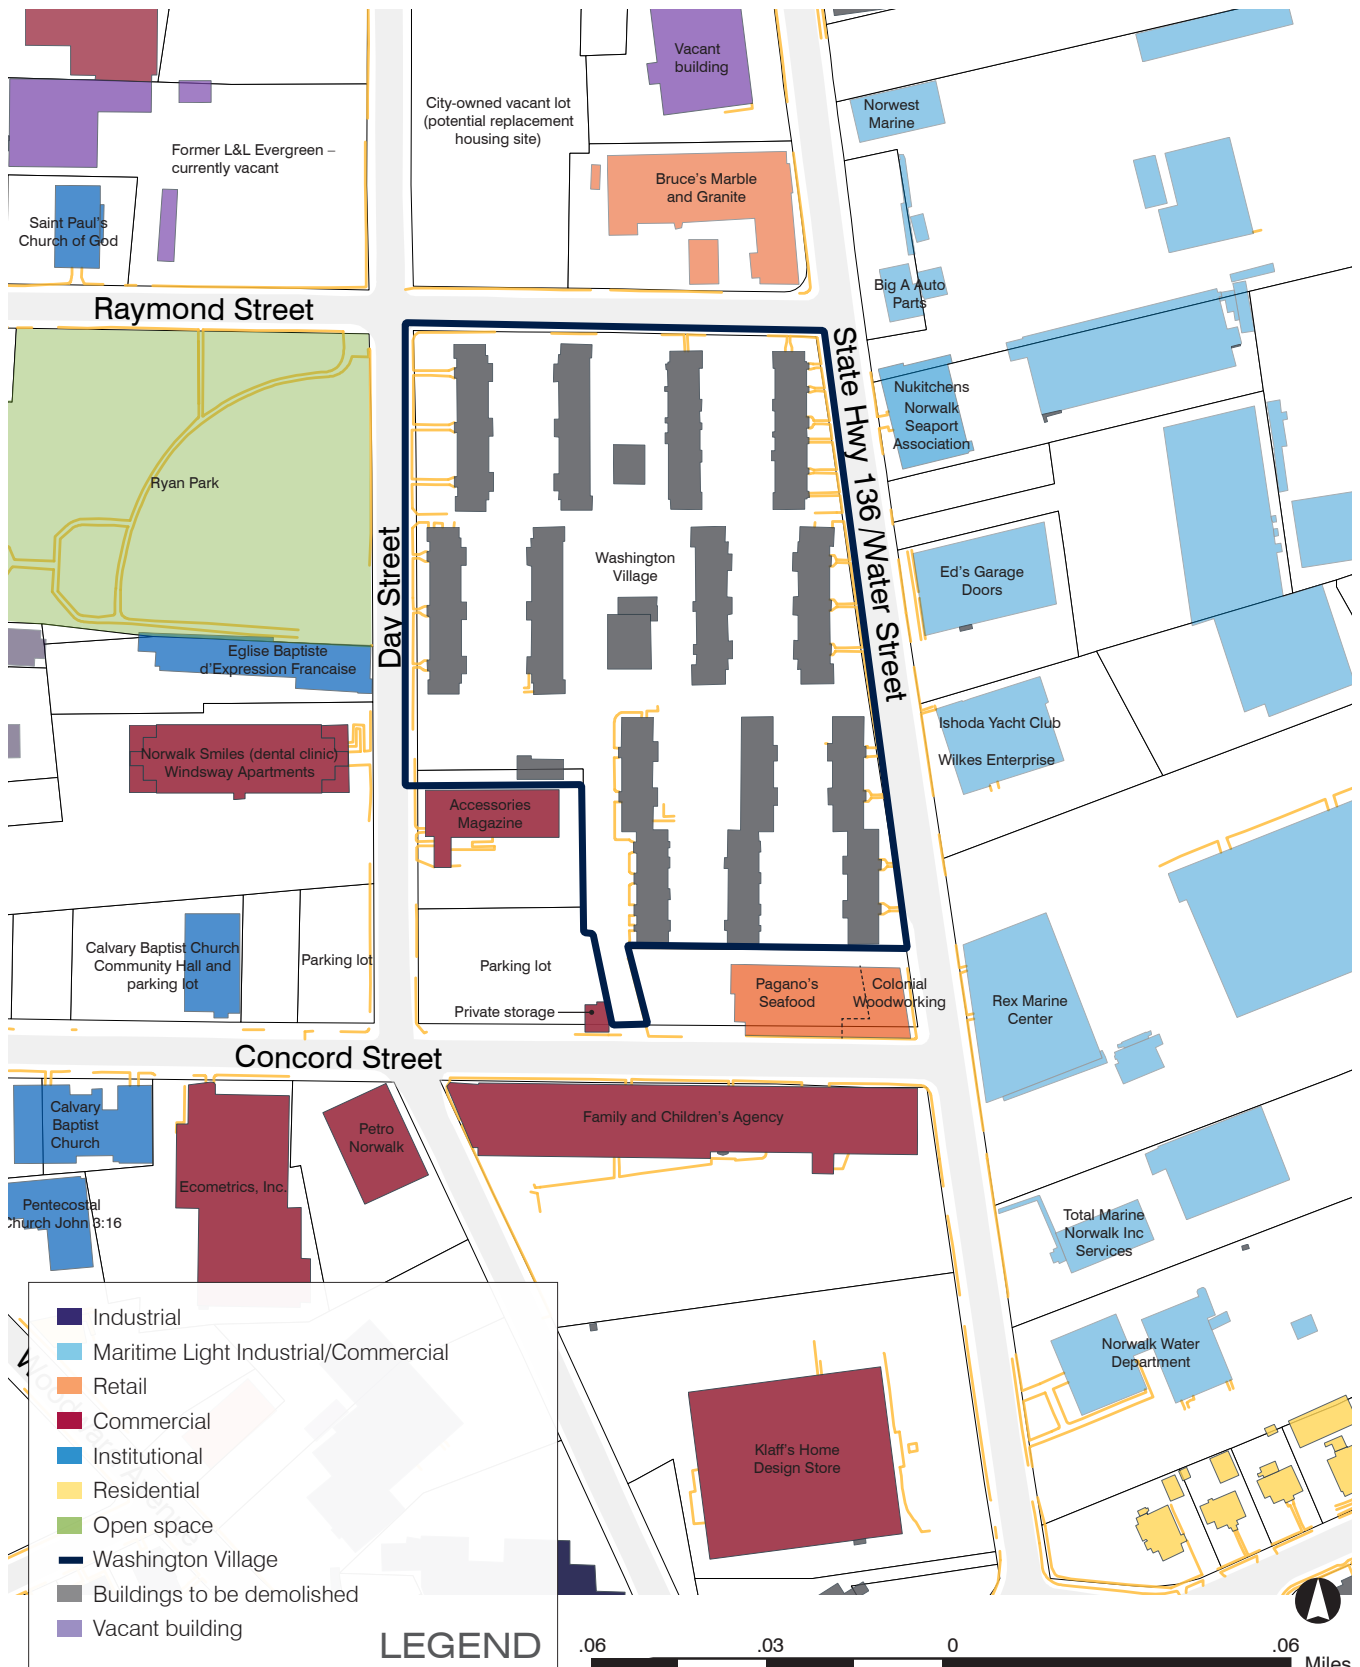 Vacant
building
City-owned vacant lot
(potential replacement
housing site)
Norwest
Marine
Former L&L Evergreen –
currently vacant
Bruce's Marble
and Granite
Saint Paul's
Church of God
Big A Auto
Parts
Raymond Street
State Hwy 136 /Water Street
Nukitchens
Norwalk
Seaport
Association
Ryan Park
Day Street
Washington
Village
Ed's Garage
Doors
Eglise Baptiste
d'Expression Francaise
Ishoda Yacht Club
Wilkes Enterprise
Norwalk Smiles (dental clinic)
Windsway Apartments
Accessories
Magazine
Calvary Baptist Church
Community Hall and
parking lot
Parking lot
Parking lot
Private storage
Pagano's
Seafood
Colonial
Woodworking
Rex Marine
Center
Concord Street
Calvary
Baptist
Church
Petro
Norwalk
Family and Children's Agency
Ecometrics, Inc.
Pentecostal
Church John 3:16
Total Marine
Norwalk Inc
Services
Norwalk Water
Department
Klaff's Home
Design Store
Industrial
Maritime Light Industrial/Commercial
Retail
Commercial
Institutional
Residential
Open space
Washington Village
Buildings to be demolished
Vacant building
LEGEND
.06 .03 0 .06
Miles